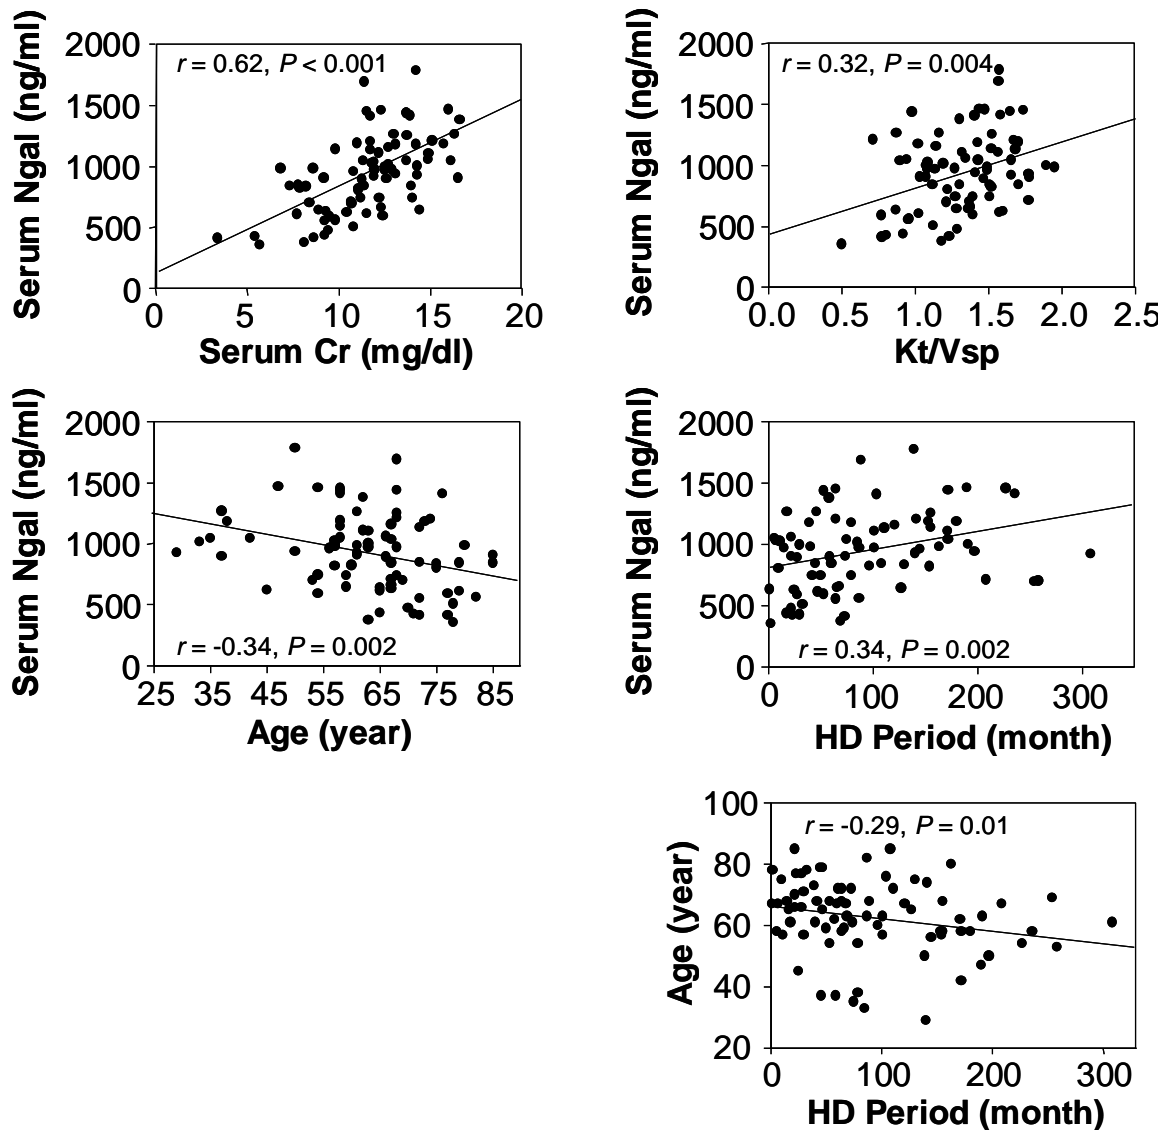 Serum Ngal (ng/ml)
2000
1500
1000
500
0
r = 0.62, P < 0.001
0 5 10 15 20
Serum Cr (mg/dl)
Serum Ngal (ng/ml)
2000
1500
1000
500
0
r = 0.32, P = 0.004
0.0 0.5 1.0 1.5 2.0 2.5
Kt/Vsp
Serum Ngal (ng/ml)
2000
1500
1000
500
0
r = -0.34, P = 0.002
25 35 45 55 65 75 85
Age (year)
Serum Ngal (ng/ml)
2000
1500
1000
500
0
r = 0.34, P = 0.002
0 100 200 300
HD Period (month)
Age (year)
100
80
60
40
20
r = -0.29, P = 0.01
0 100 200 300
HD Period (month)